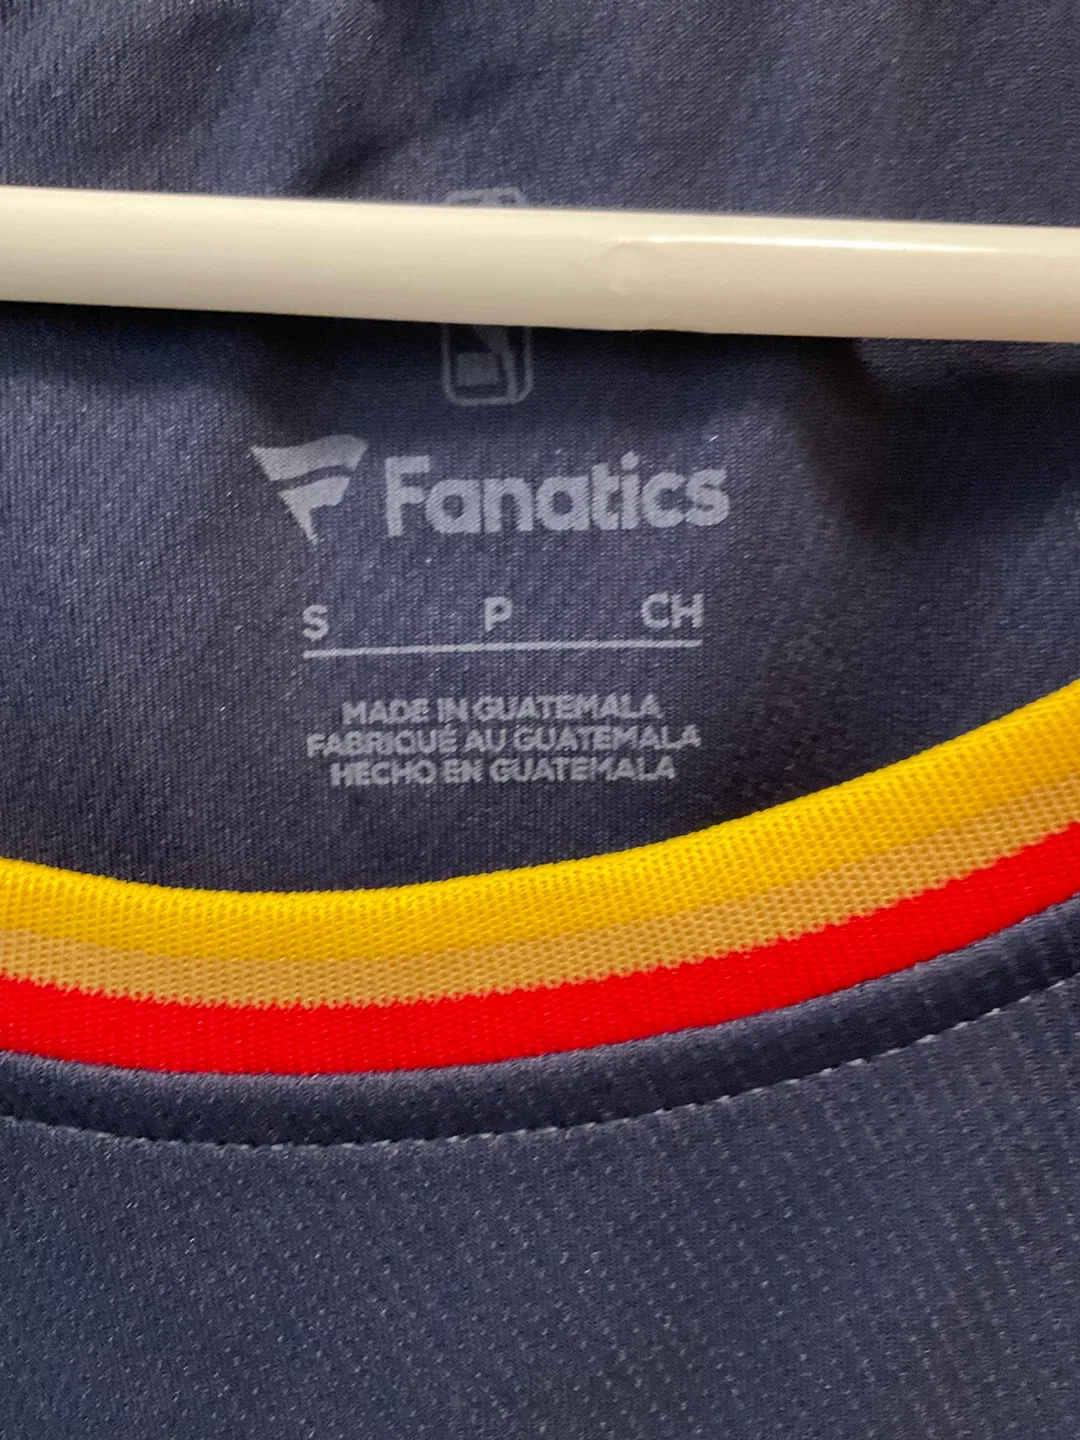 Fanatics
S P CH
MADE IN GUATEMALA
FABRIQUÉ AU GUATEMALA
HECHO EN GUATEMALA